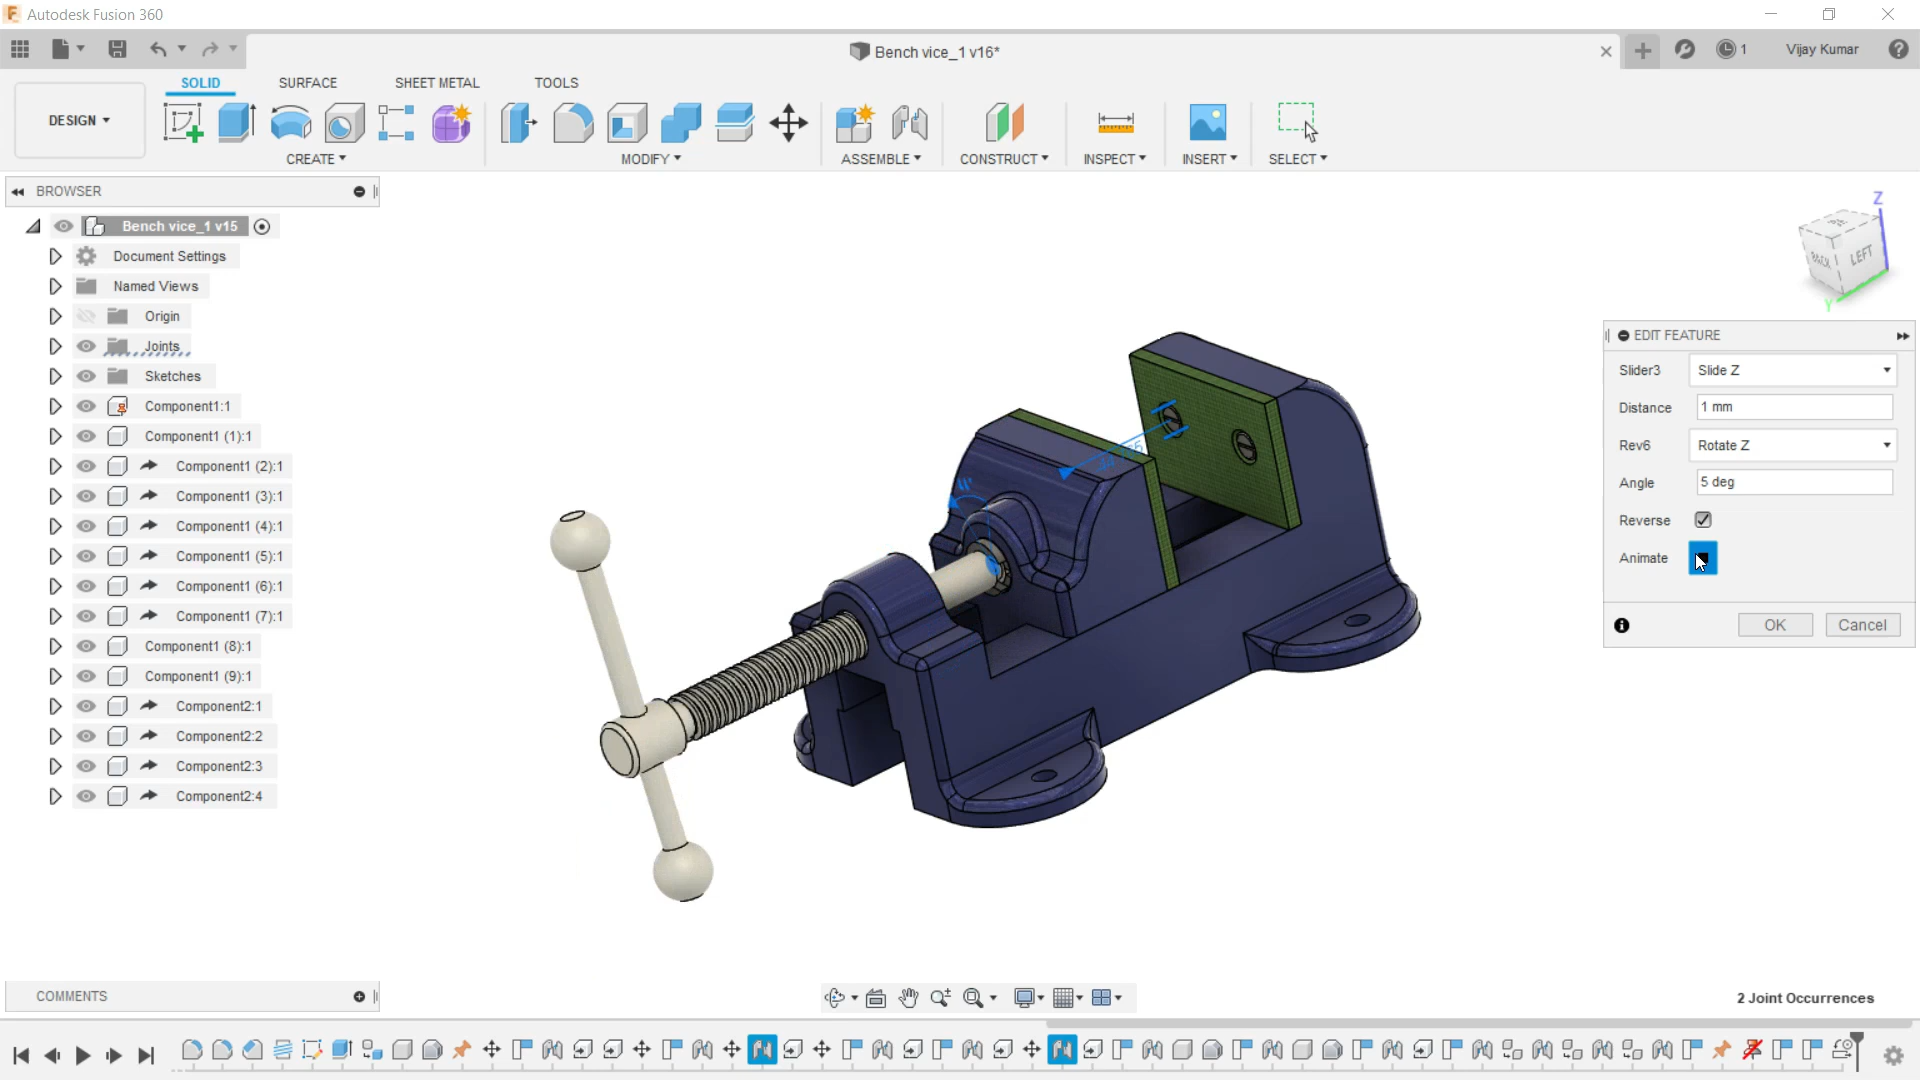 Autodesk Fusion 360
Bench vice_1 v16*
1
Vijay Kumar
SOLID
SURFACE
SHEET METAL
TOOLS
DESIGN
CREATE
MODIFY
ASSEMBLE
CONSTRUCT
INSPECT
INSERT
SELECT
BROWSER
Bench vice_1 v15
Document Settings
Named Views
Origin
Joints
Sketches
Component1:1
Component1 (1):1
Component1 (2):1
Component1 (3):1
Component1 (4):1
Component1 (5):1
Component1 (6):1
Component1 (7):1
Component1 (8):1
Component1 (9):1
Component2:1
Component2:2
Component2:3
Component2:4
Z
BACK
LEFT
Y
EDIT FEATURE
Slider3
Slide Z
Distance
1 mm
Rev6
Rotate Z
Angle
5 deg
Reverse
Animate
OK
Cancel
COMMENTS
2 Joint Occurrences